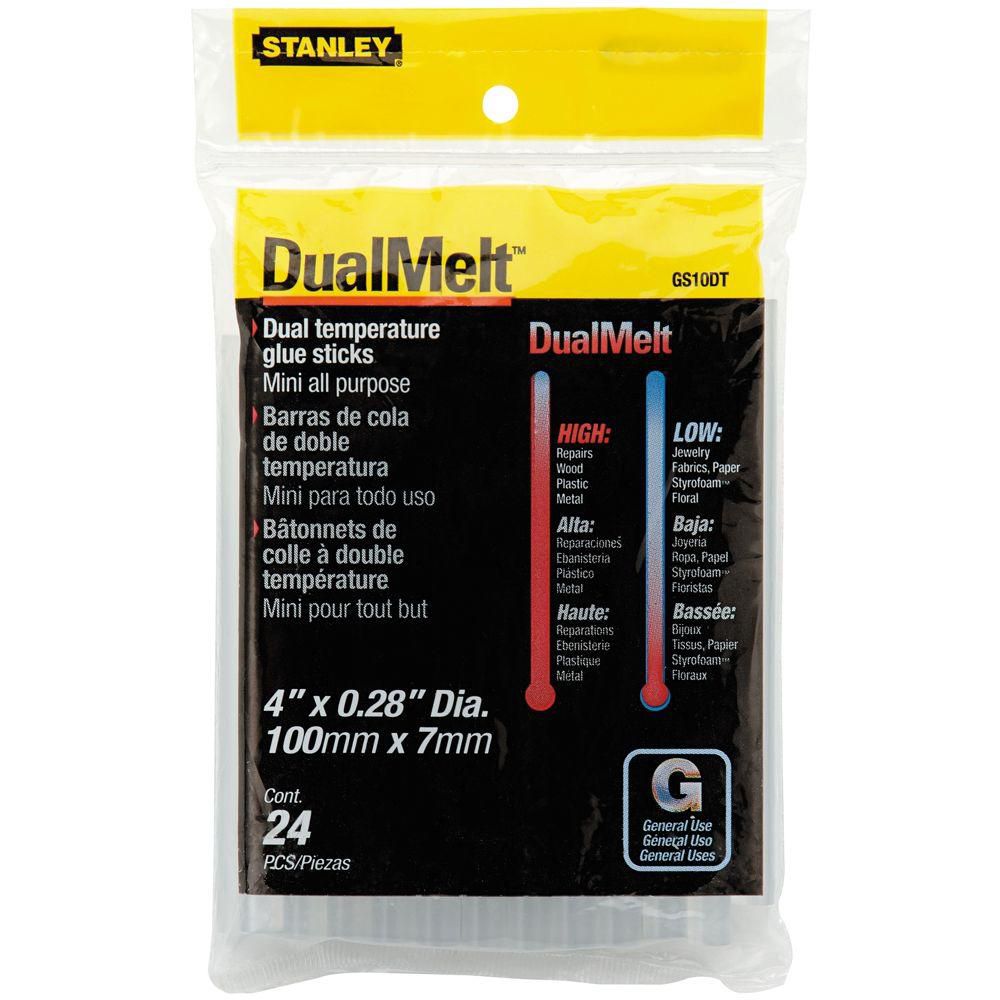 STANLEY®
DualMelt™
GS10DT
Dual temperature
glue sticks
Mini all purpose
Barras de cola
de doble
temperatura
Mini para todo uso
Bâtonnets de
colle à double
température
Mini pour tout but
4" x 0.28" Dia.
100mm x 7mm
Cont.
24
PCS/Piezas
DualMelt
HIGH:
Repairs
Wood
Plastic
Metal
Alta:
Reparaciones
Ebanisteria
Plástico
Metal
Haute:
Reparations
Ebenisterie
Plastique
Métal
LOW:
Jewelry
Fabrics, Paper
Styrofoam™
Floral
Baja:
Joyería
Ropa, Papel
Styrofoam™
Floristas
Bassée:
Bijoux
Tissus, Papier
Styrofoam™
Floraux
G
General Use
Géneral Uso
General Uses